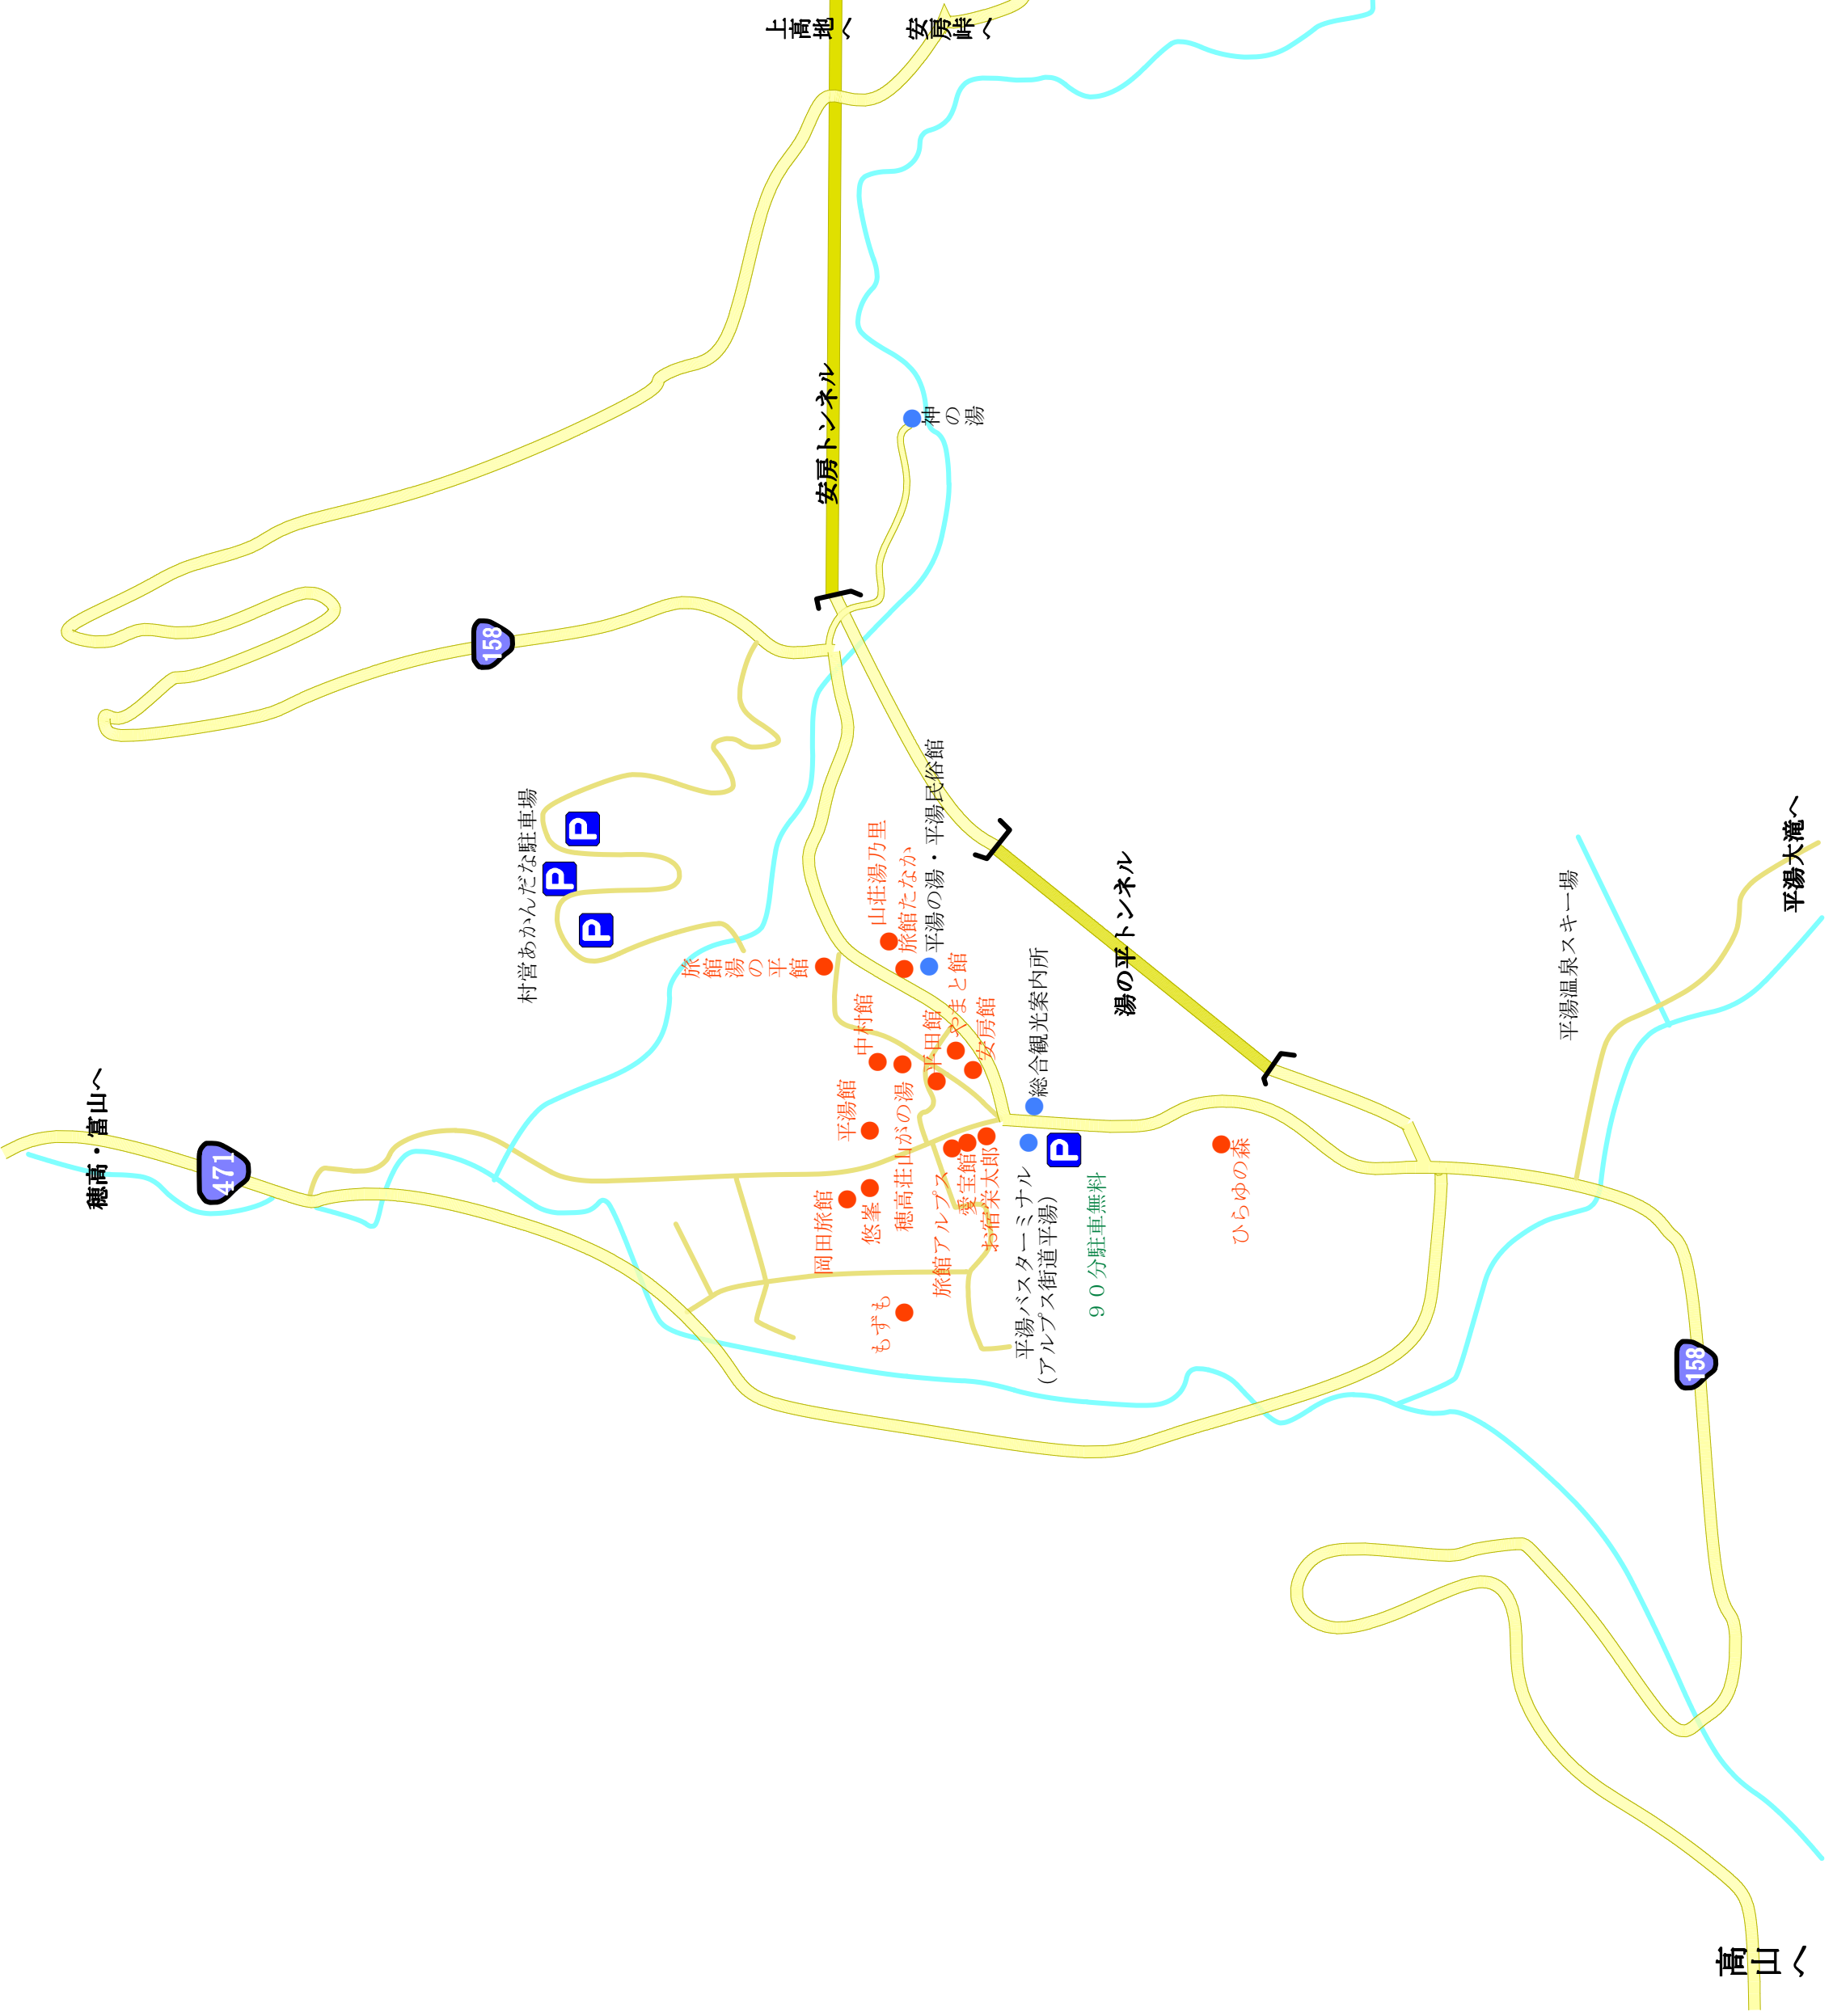 穂高・富山へ
471
上高地へ
安房峠へ
安房トンネル
158
神の湯
村営あかんだな駐車場
P
P
P
旅館湯の平館
山荘湯乃里
旅館たなか
平湯の湯・平湯民俗館
中村館
平田館
やまと館
安房館
平湯館
穂高荘山がの湯
総合観光案内所
湯の平トンネル
岡田旅館
悠峯
旅館アルプス
愛宝館
お宿栄太郎
もずも
平湯バスターミナル
(アルプス街道平湯)
P
90分駐車無料
ひらゆの森
平湯温泉スキー場
平湯大滝へ
158
高山へ